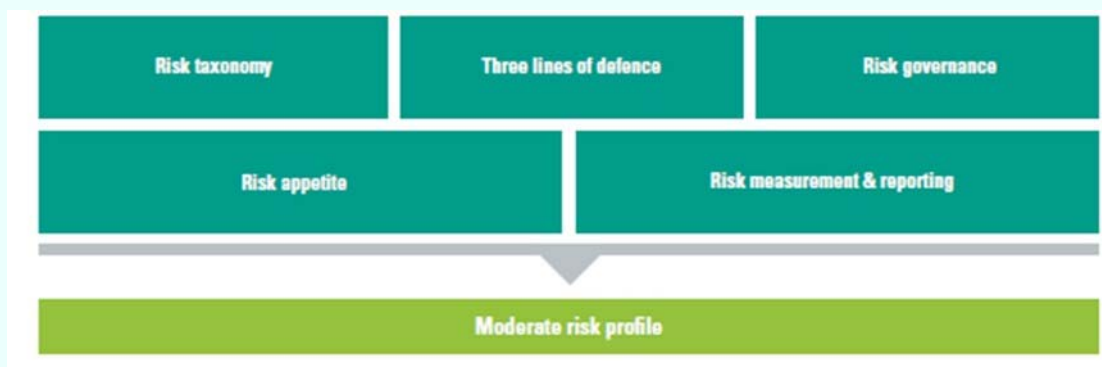 Risk taxonomy
Three lines of defence
Risk governance
Risk appetite
Risk measurement & reporting
Moderate risk profile